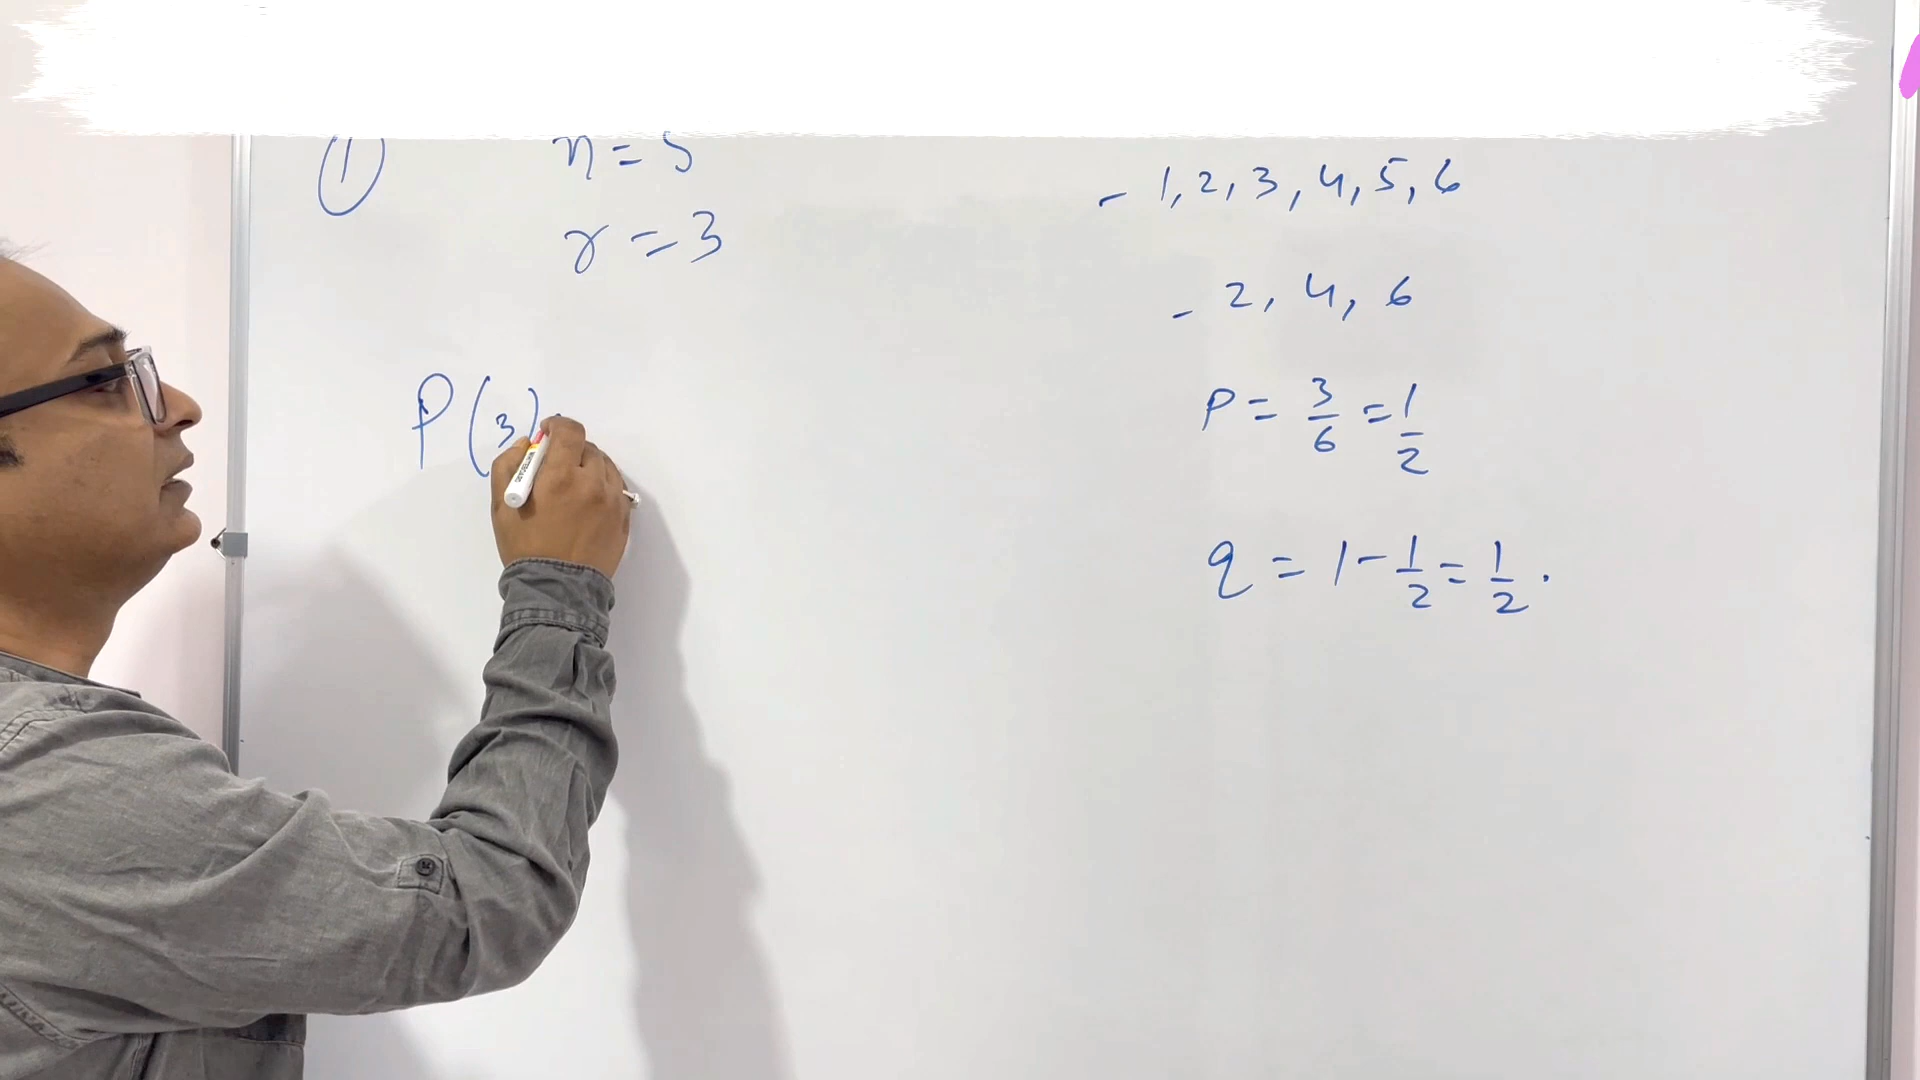 ①
n = 5
r = 3
P(3)
- 1, 2, 3, 4, 5, 6
- 2, 4, 6
P = 3/6 = 1/2
q = 1 - 1/2 = 1/2 .